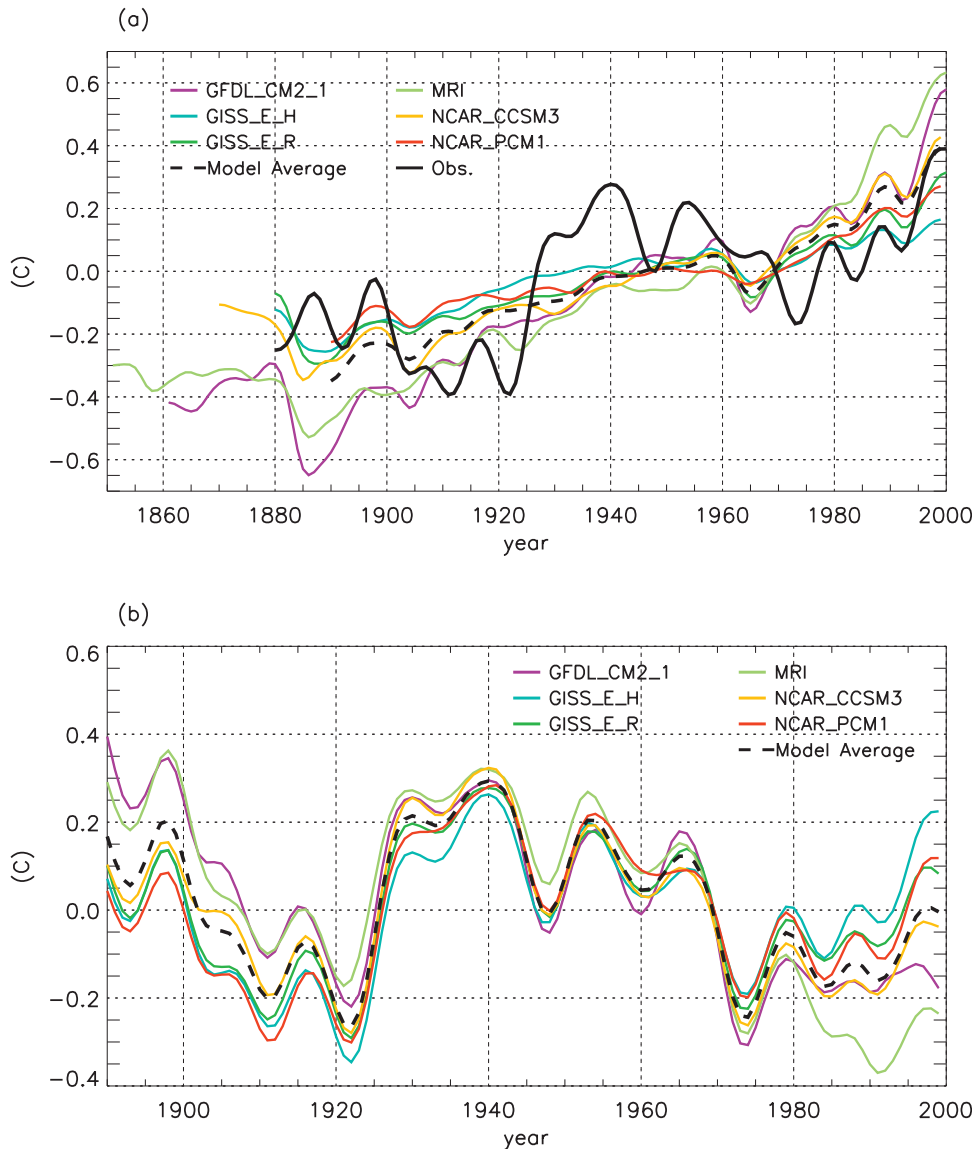 (a)
GFDL_CM2_1
MRI
GISS_E_H
NCAR_CCSM3
GISS_E_R
NCAR_PCM1
Model Average
Obs.
0.6
0.4
0.2
0.0
−0.2
−0.4
−0.6
(C)
1860 1880 1900 1920 1940 1960 1980 2000
year
(b)
GFDL_CM2_1
MRI
GISS_E_H
NCAR_CCSM3
GISS_E_R
NCAR_PCM1
Model Average
0.6
0.4
0.2
0.0
−0.2
−0.4
(C)
1900 1920 1940 1960 1980 2000
year